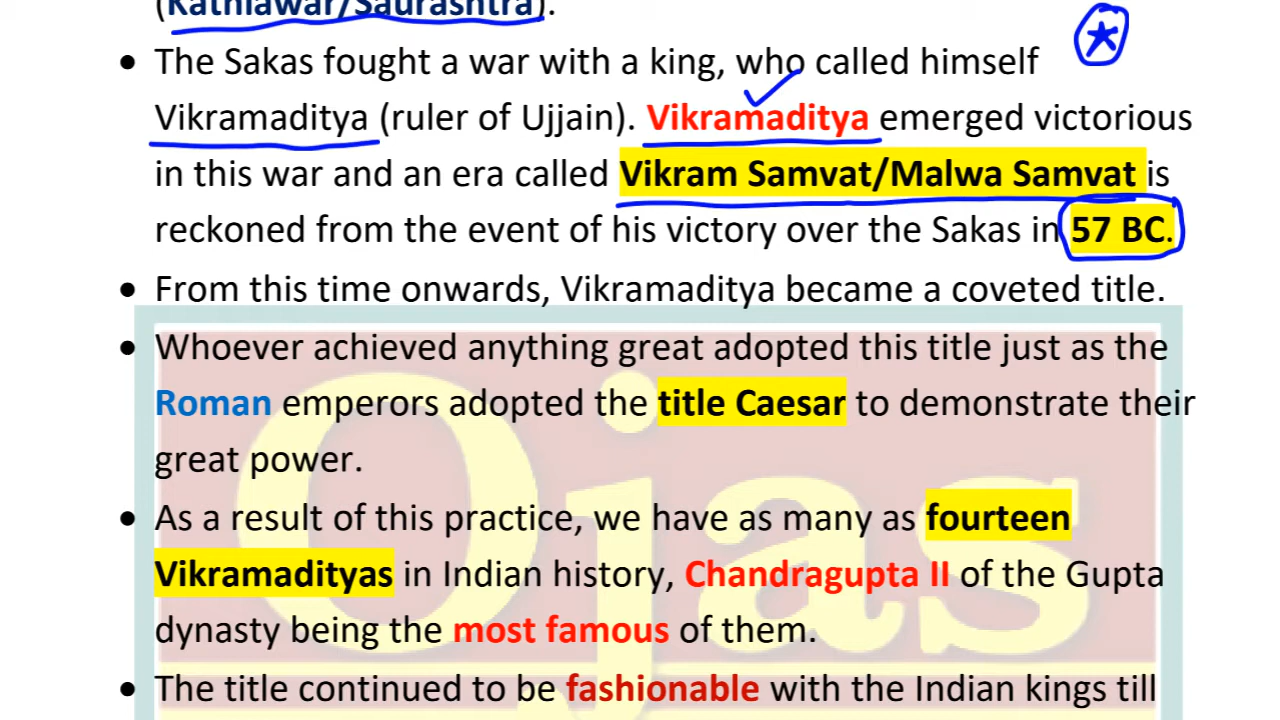 (Kathiawar/Saurashtra).
• The Sakas fought a war with a king, who called himself
Vikramaditya (ruler of Ujjain). Vikramaditya emerged victorious
in this war and an era called Vikram Samvat/Malwa Samvat is
reckoned from the event of his victory over the Sakas in 57 BC.
• From this time onwards, Vikramaditya became a coveted title.
• Whoever achieved anything great adopted this title just as the
Roman emperors adopted the title Caesar to demonstrate their
great power.
• As a result of this practice, we have as many as fourteen
Vikramadityas in Indian history, Chandragupta II of the Gupta
dynasty being the most famous of them.
• The title continued to be fashionable with the Indian kings till
Ojas